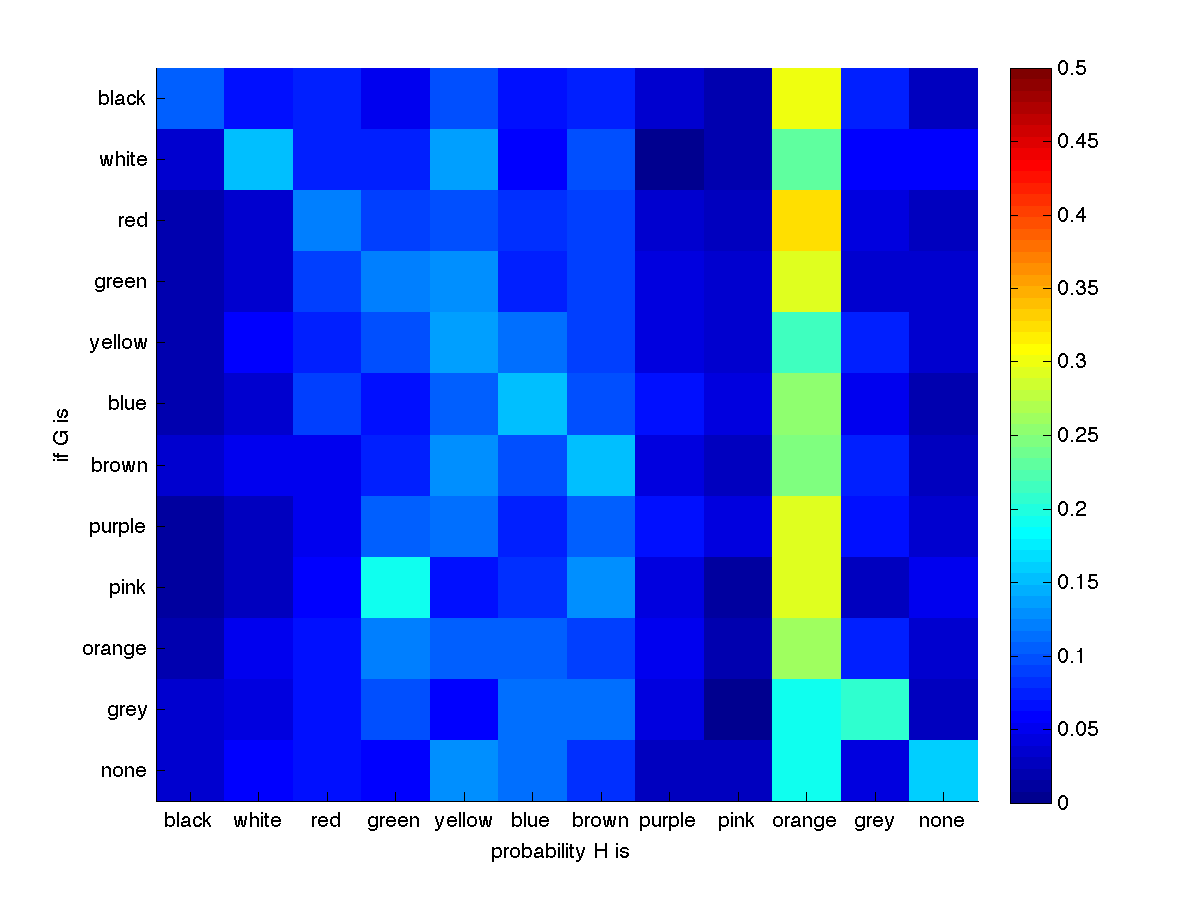 black
white
red
green
yellow
blue
brown
purple
pink
orange
grey
none
if G is
black white red green yellow blue brown purple pink orange grey none
probability H is
0.5
0.45
0.4
0.35
0.3
0.25
0.2
0.15
0.1
0.05
0